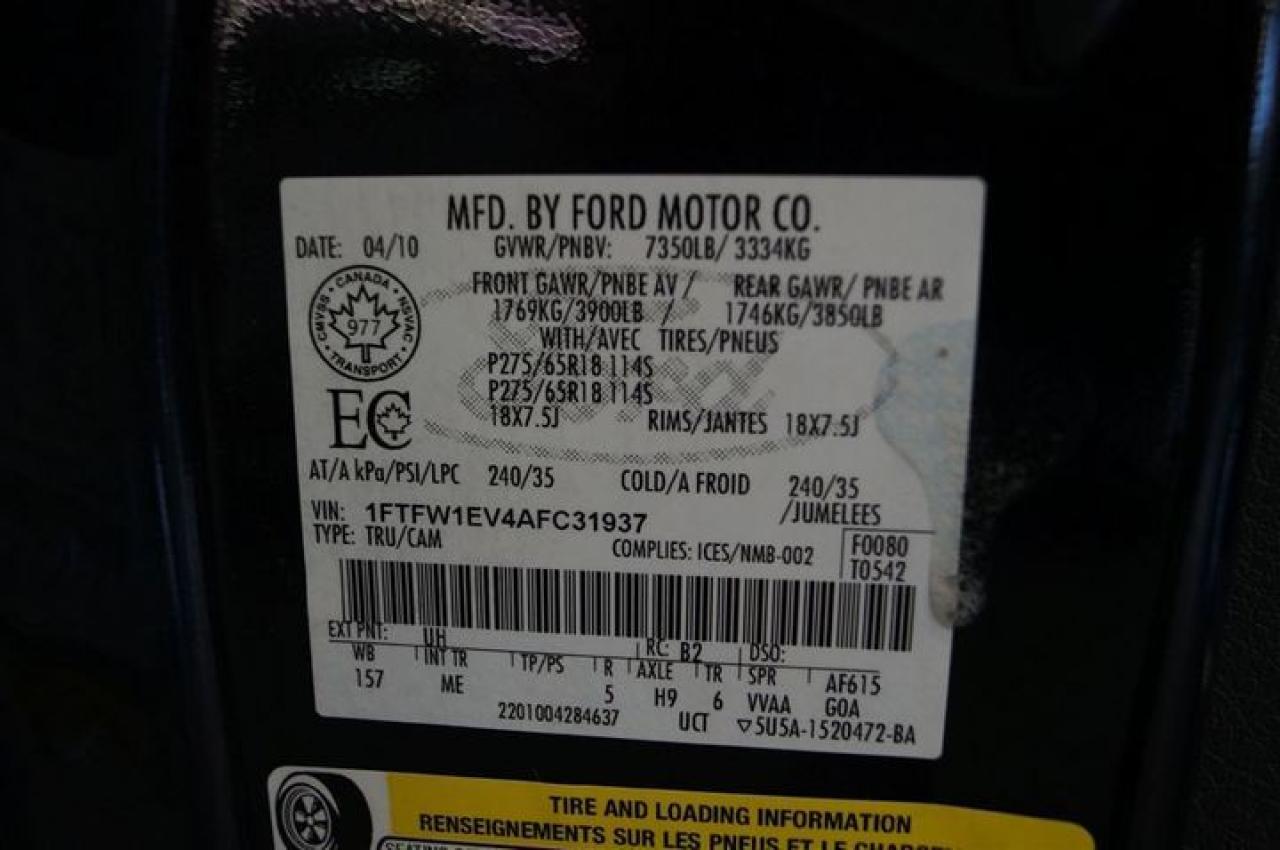 MFD. BY FORD MOTOR CO.
DATE: 04/10 GVWR/PNBV: 7350LB/ 3334KG
FRONT GAWR/PNBE AV / REAR GAWR/ PNBE AR
1769KG/3900LB / 1746KG/3850LB
WITH/AVEC TIRES/PNEUS
CANADA
CMVSS NSVAC
977
TRANSPORT
P275/65R18 114S
P275/65R18 114S
EC
18X7.5J RIMS/JANTES 18X7.5J
AT/A kPa/PSI/LPC 240/35 COLD/A FROID 240/35
/JUMELEES
VIN: 1FTFW1EV4AFC31937
TYPE: TRU/CAM COMPLIES: ICES/NMB-002
F0080
T0542
EXT PNT: UH RC: B2 DSO:
WB INT TR TP/PS R AXLE TR SPR AF615
157 ME 5 H9 6 VVAA GOA
2201004284637 UCT ▽5U5A-1520472-BA
TIRE AND LOADING INFORMATION
RENSEIGNEMENTS SUR LES PNEUS ET LE
SEATING